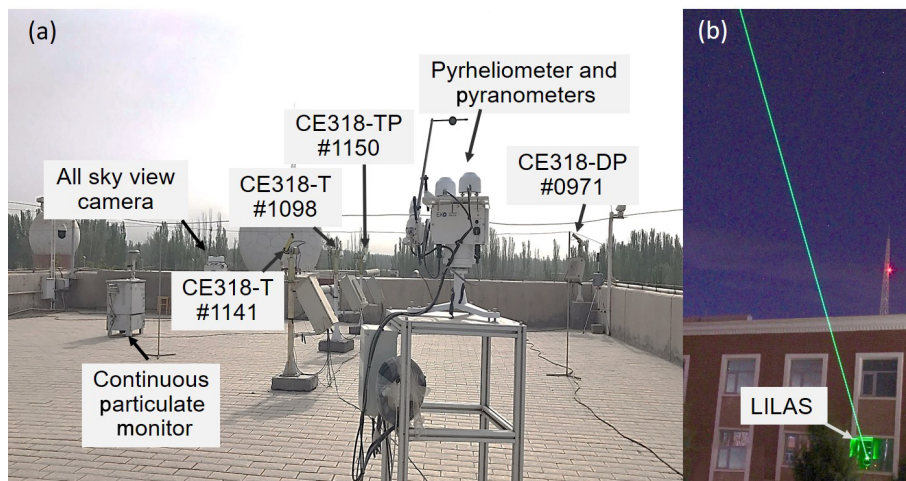 (a)
Pyrheliometer and
pyranometers
CE318-TP
#1150
CE318-DP
#0971
All sky view
camera
CE318-T
#1098
CE318-T
#1141
Continuous
particulate
monitor
EKO
(b)
LILAS